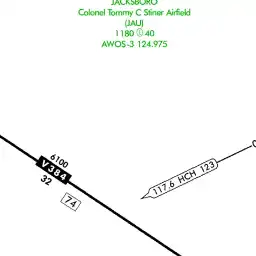 JACKSBORO
Colonel Tommy C Stiner Airfield
(JAU)
1180 Ⓛ 40
AWOS-3 124.975
6100
V384
32
74
117.6 HCH 123